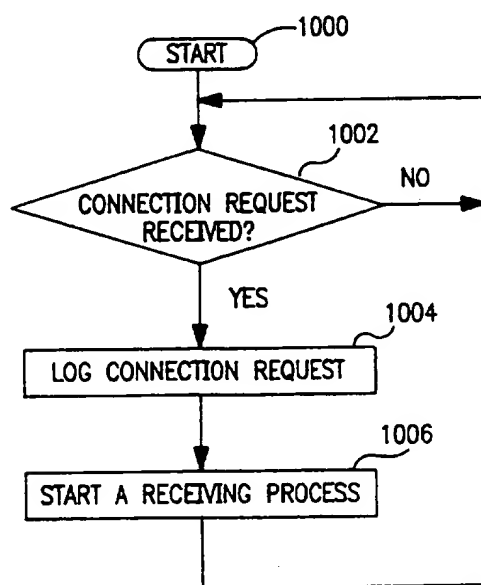 1000
START
1002
CONNECTION REQUEST
RECEIVED?
NO
YES
1004
LOG CONNECTION REQUEST
1006
START A RECEIVING PROCESS